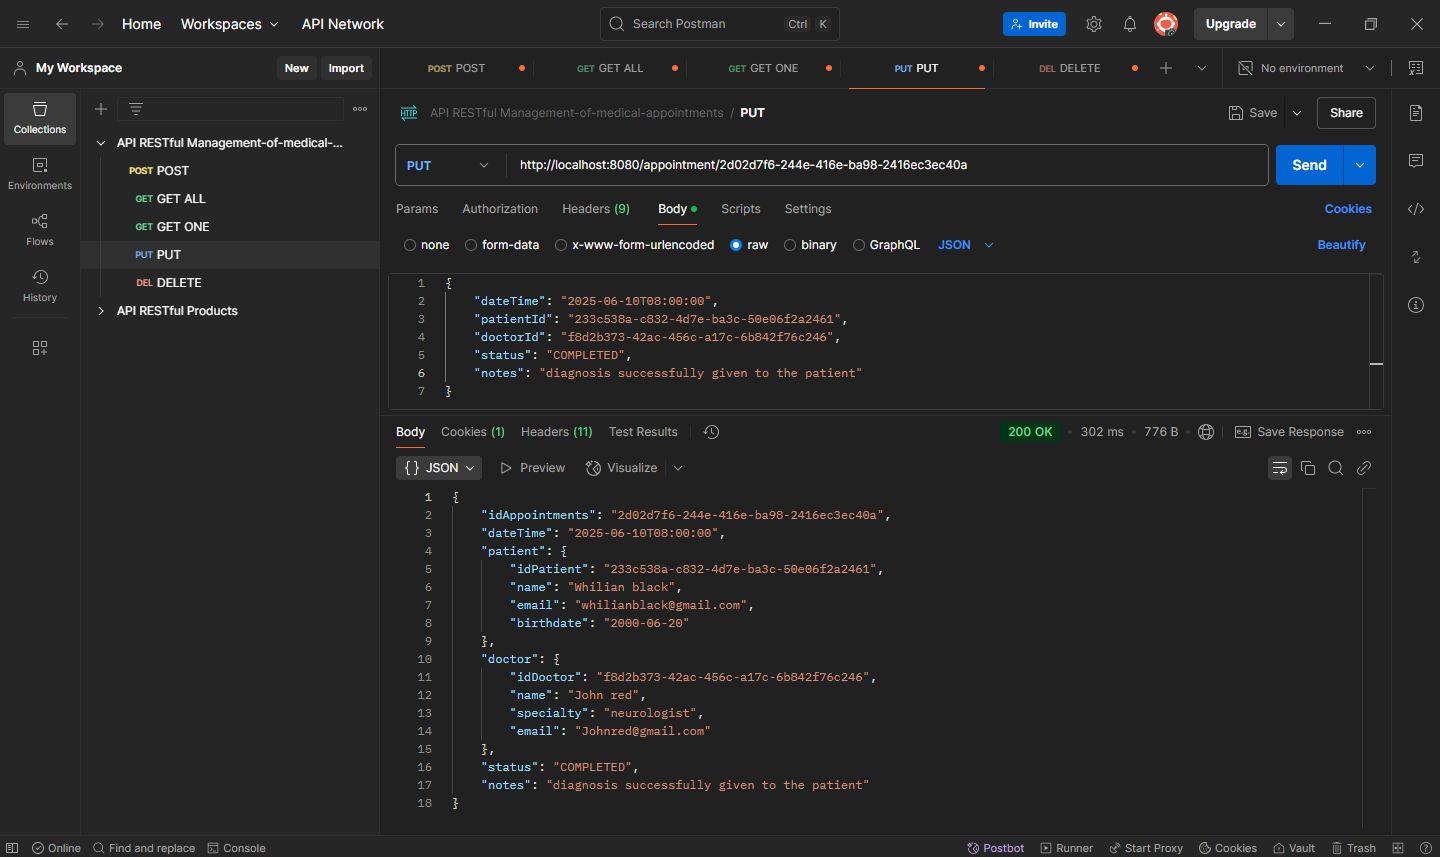 Home Workspaces API Network Search Postman Ctrl K Invite Upgrade
My Workspace New Import POST POST GET GET ALL GET GET ONE PUT PUT DEL DELETE No environment
Collections
Environments
Flows
History
API RESTful Management-of-medical-...
POST POST
GET GET ALL
GET GET ONE
PUT PUT
DEL DELETE
API RESTful Products
HTTP API RESTful Management-of-medical-appointments / PUT Save Share
PUT http://localhost:8080/appointment/2d02d7f6-244e-416e-ba98-2416ec3ec40a Send
Params Authorization Headers (9) Body Scripts Settings Cookies
none form-data x-www-form-urlencoded raw binary GraphQL JSON Beautify
1 {
2 "dateTime": "2025-06-10T08:00:00",
3 "patientId": "233c538a-c832-4d7e-ba3c-50e06f2a2461",
4 "doctorId": "f8d2b373-42ac-456c-a17c-6b842f76c246",
5 "status": "COMPLETED",
6 "notes": "diagnosis successfully given to the patient"
7 }
Body Cookies (1) Headers (11) Test Results 200 OK 302 ms 776 B e.g. Save Response
{} JSON Preview Visualize
1 {
2 "idAppointments": "2d02d7f6-244e-416e-ba98-2416ec3ec40a",
3 "dateTime": "2025-06-10T08:00:00",
4 "patient": {
5 "idPatient": "233c538a-c832-4d7e-ba3c-50e06f2a2461",
6 "name": "Whilian black",
7 "email": "whilianblack@gmail.com",
8 "birthdate": "2000-06-20"
9 },
10 "doctor": {
11 "idDoctor": "f8d2b373-42ac-456c-a17c-6b842f76c246",
12 "name": "John red",
13 "specialty": "neurologist",
14 "email": "Johnred@gmail.com"
15 },
16 "status": "COMPLETED",
17 "notes": "diagnosis successfully given to the patient"
18 }
Online Find and replace Console Postbot Runner Start Proxy Cookies Vault Trash